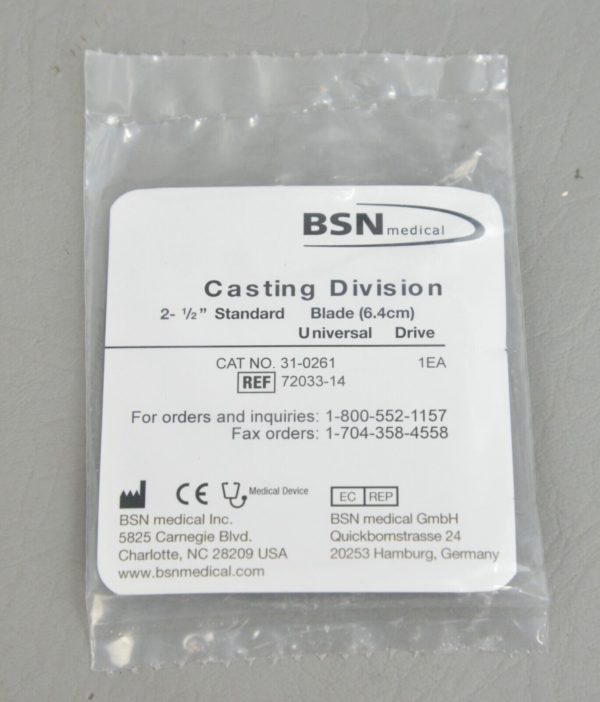 BSN medical
Casting Division
2- ½" Standard Blade (6.4cm)
Universal Drive
CAT NO. 31-0261 1EA
REF 72033-14
For orders and inquiries: 1-800-552-1157
Fax orders: 1-704-358-4558
CE Medical Device
EC REP
BSN medical Inc.
5825 Carnegie Blvd.
Charlotte, NC 28209 USA
www.bsnmedical.com
BSN medical GmbH
Quickbornstrasse 24
20253 Hamburg, Germany